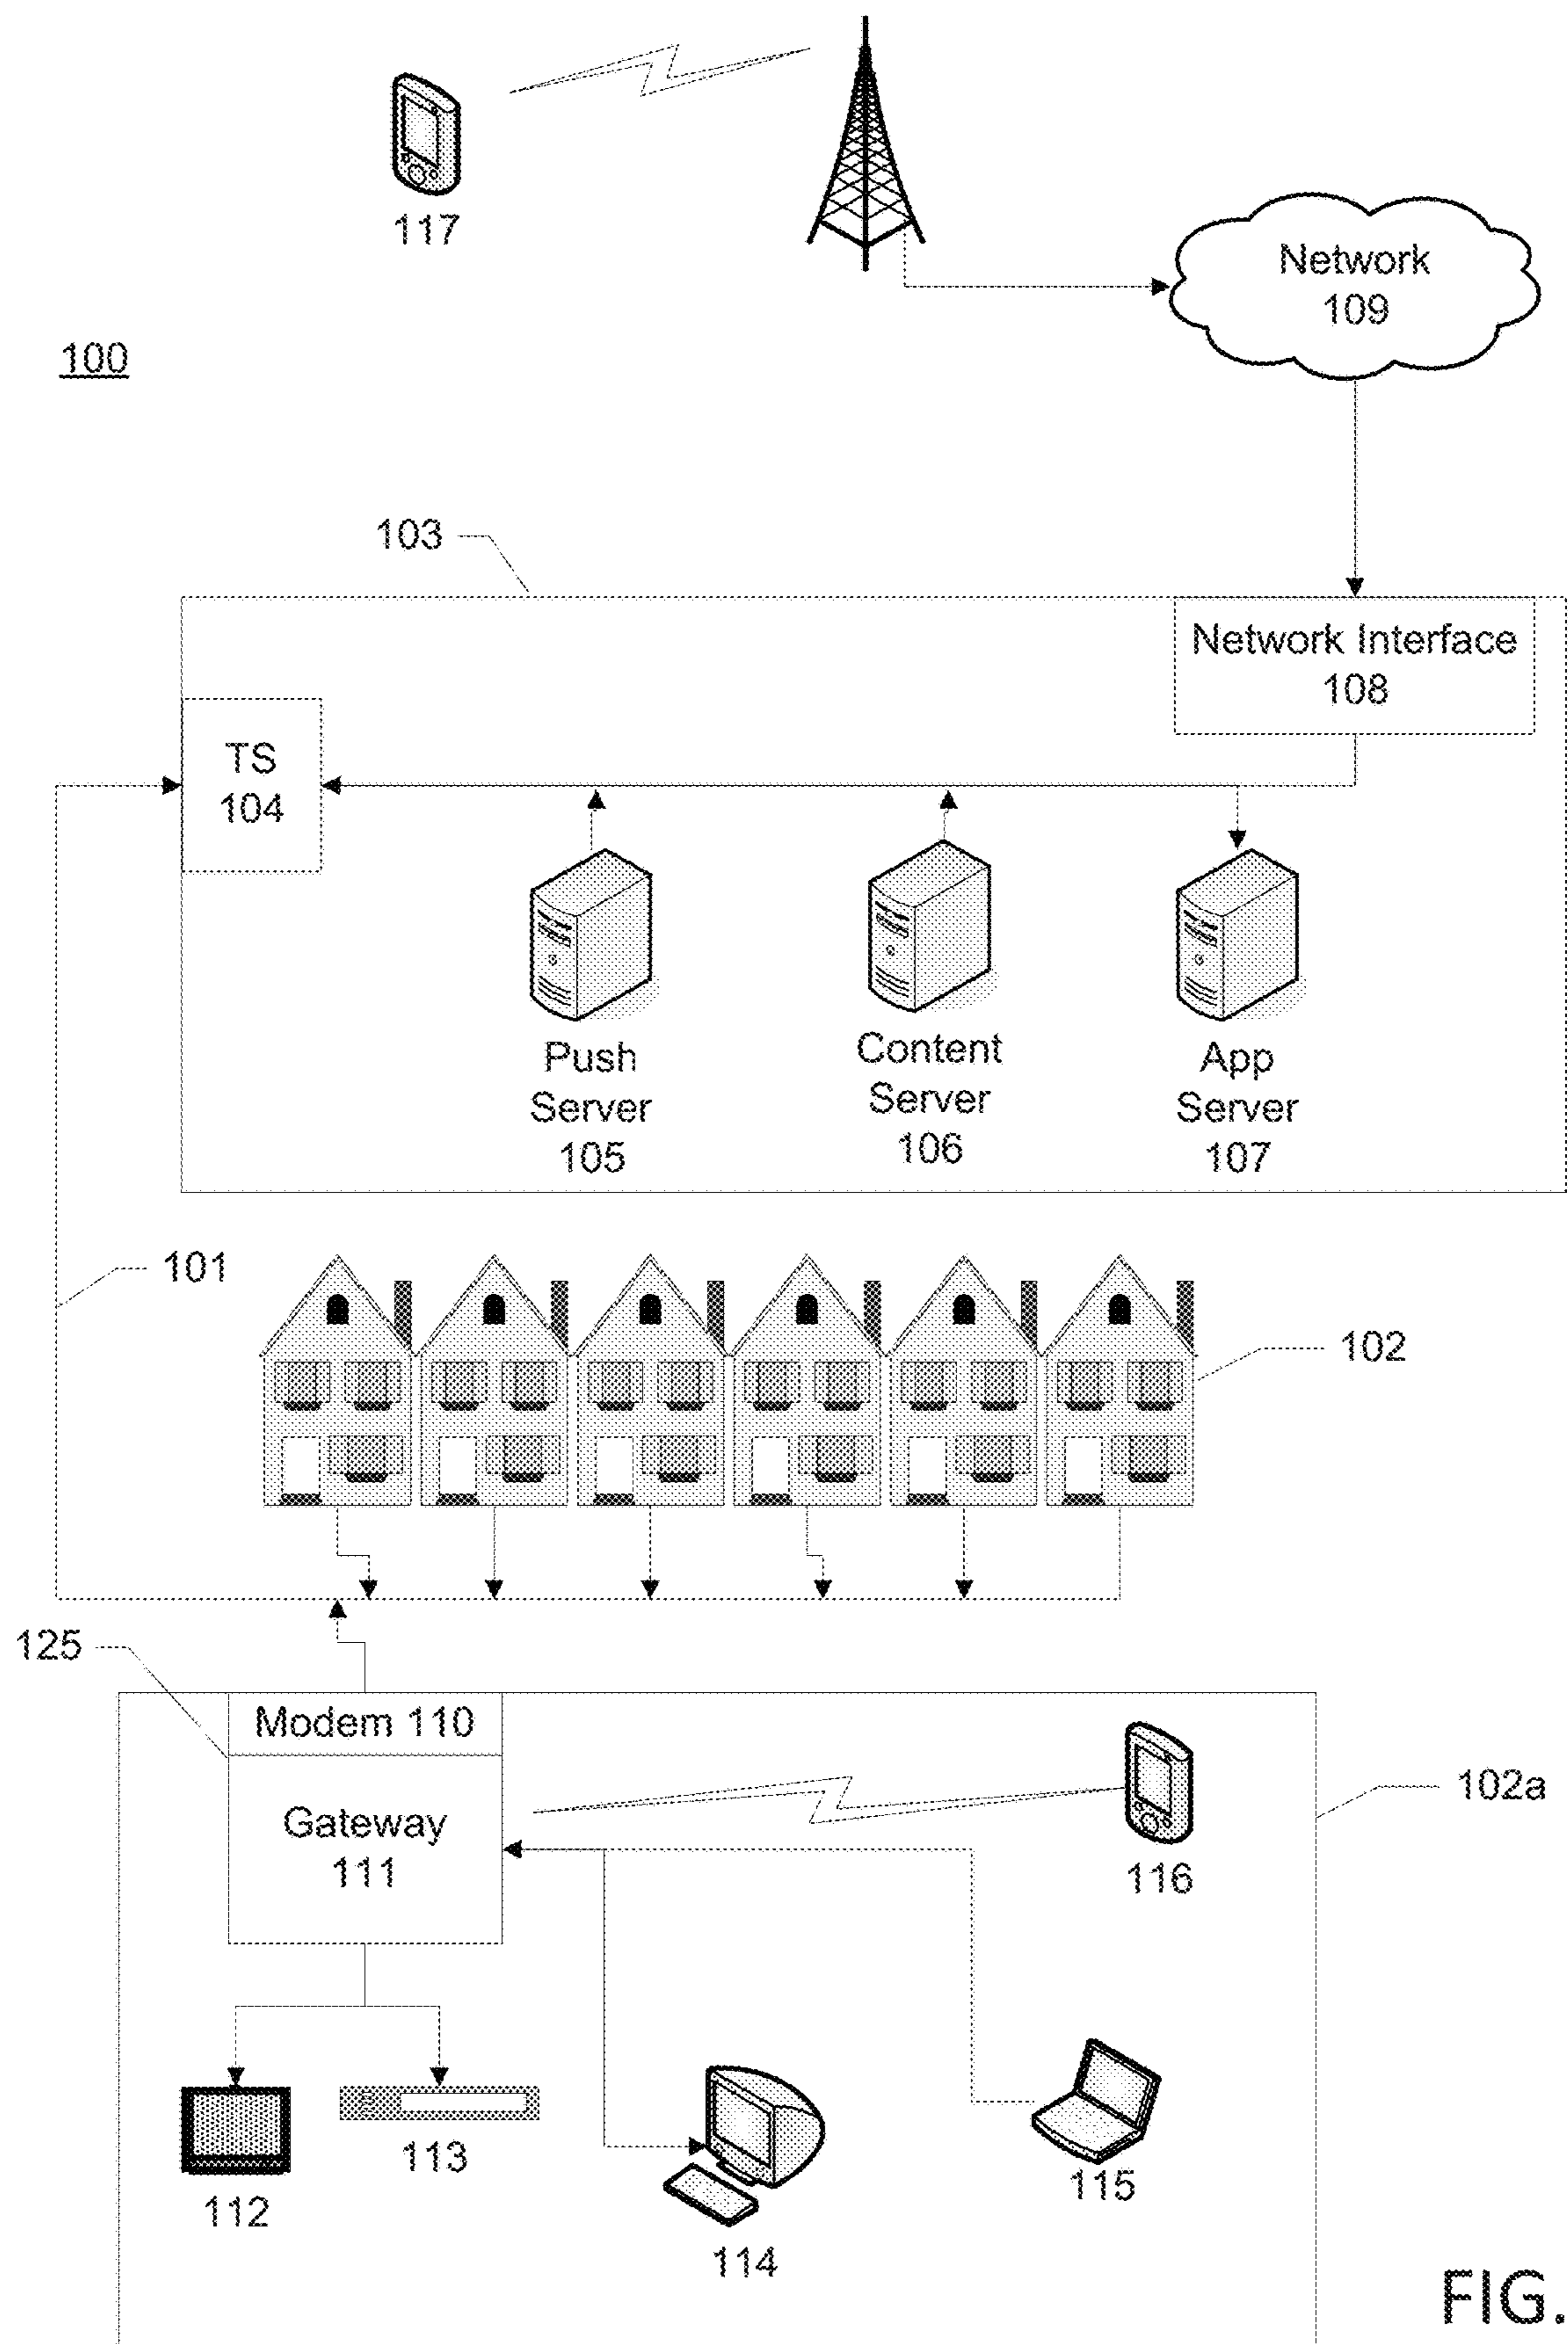 117
Network
109
100
103
Network Interface
108
TS
104
Push
Server
105
Content
Server
106
App
Server
107
101
102
125
Modem 110
Gateway
111
102a
116
112
113
114
115
FIG.